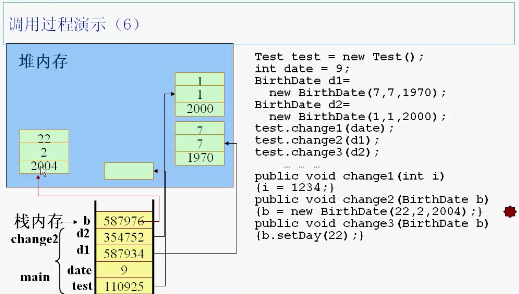 调用过程演示（6）
堆内存
1
1
2000
7
7
1970
22
2
2004
栈内存
change2
main
b 587976
d2 354752
d1 587934
date 9
test 110925
Test test = new Test();
int date = 9;
BirthDate d1=
new BirthDate(7,7,1970);
BirthDate d2=
new BirthDate(1,1,2000);
test.change1(date);
test.change2(d1);
test.change3(d2);
… … …
public void change1(int i)
{i = 1234;}
public void change2(BirthDate b)
{b = new BirthDate(22,2,2004);}
public void change3(BirthDate b)
{b.setDay(22);}